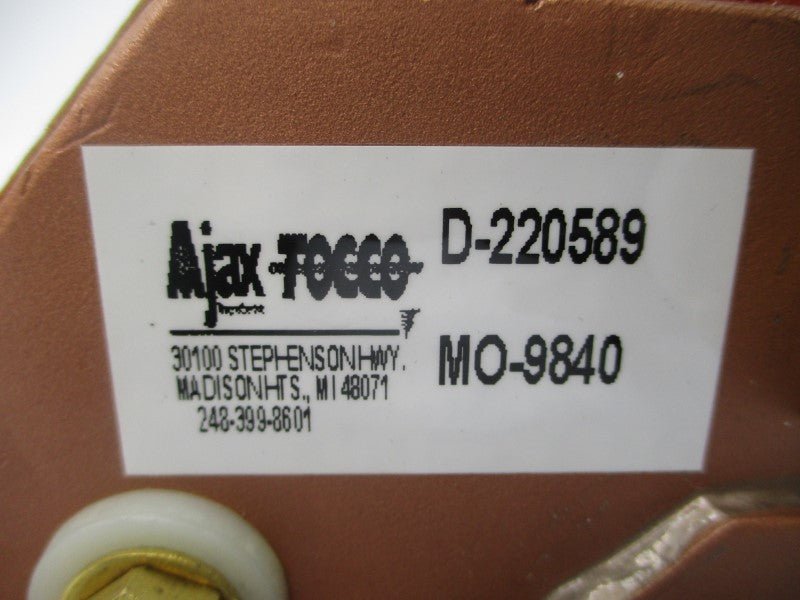 Ajax TOCCO
30100 STEPHENSON HWY.
MADISON HTS., MI 48071
248-399-8601
D-220589
MO-9840